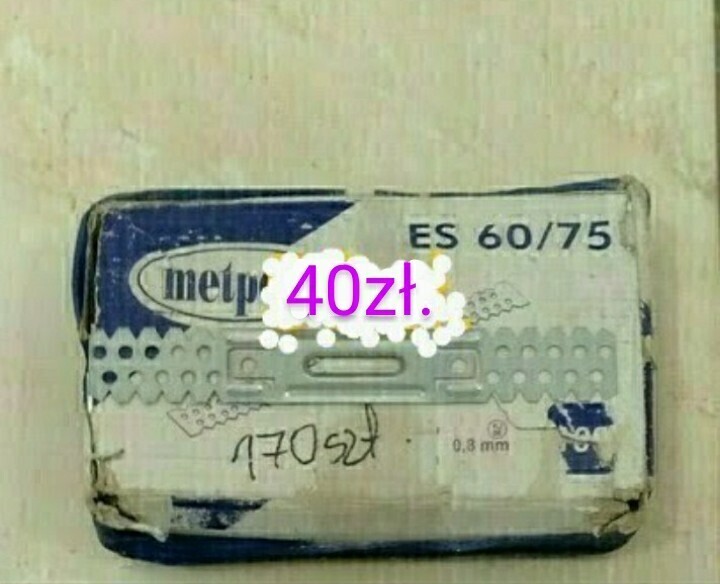 ES 60/75
metp
40zł.
170szt.
0,8 mm